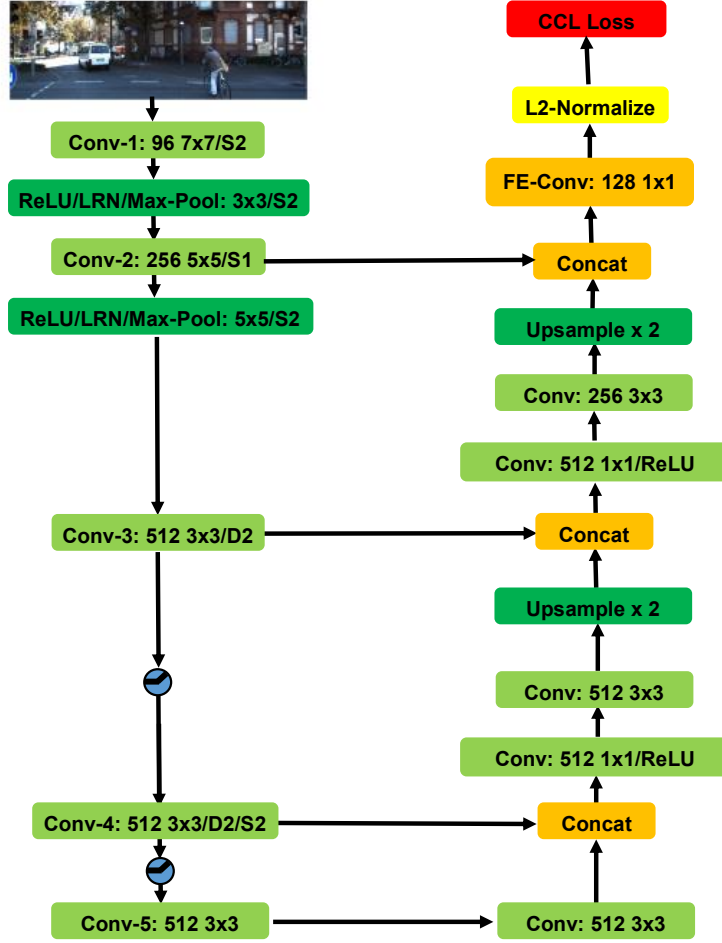 Conv-1: 96 7x7/S2
ReLU/LRN/Max-Pool: 3x3/S2
Conv-2: 256 5x5/S1
ReLU/LRN/Max-Pool: 5x5/S2
Conv-3: 512 3x3/D2
Conv-4: 512 3x3/D2/S2
Conv-5: 512 3x3
CCL Loss
L2-Normalize
FE-Conv: 128 1x1
Concat
Upsample x 2
Conv: 256 3x3
Conv: 512 1x1/ReLU
Concat
Upsample x 2
Conv: 512 3x3
Conv: 512 1x1/ReLU
Concat
Conv: 512 3x3